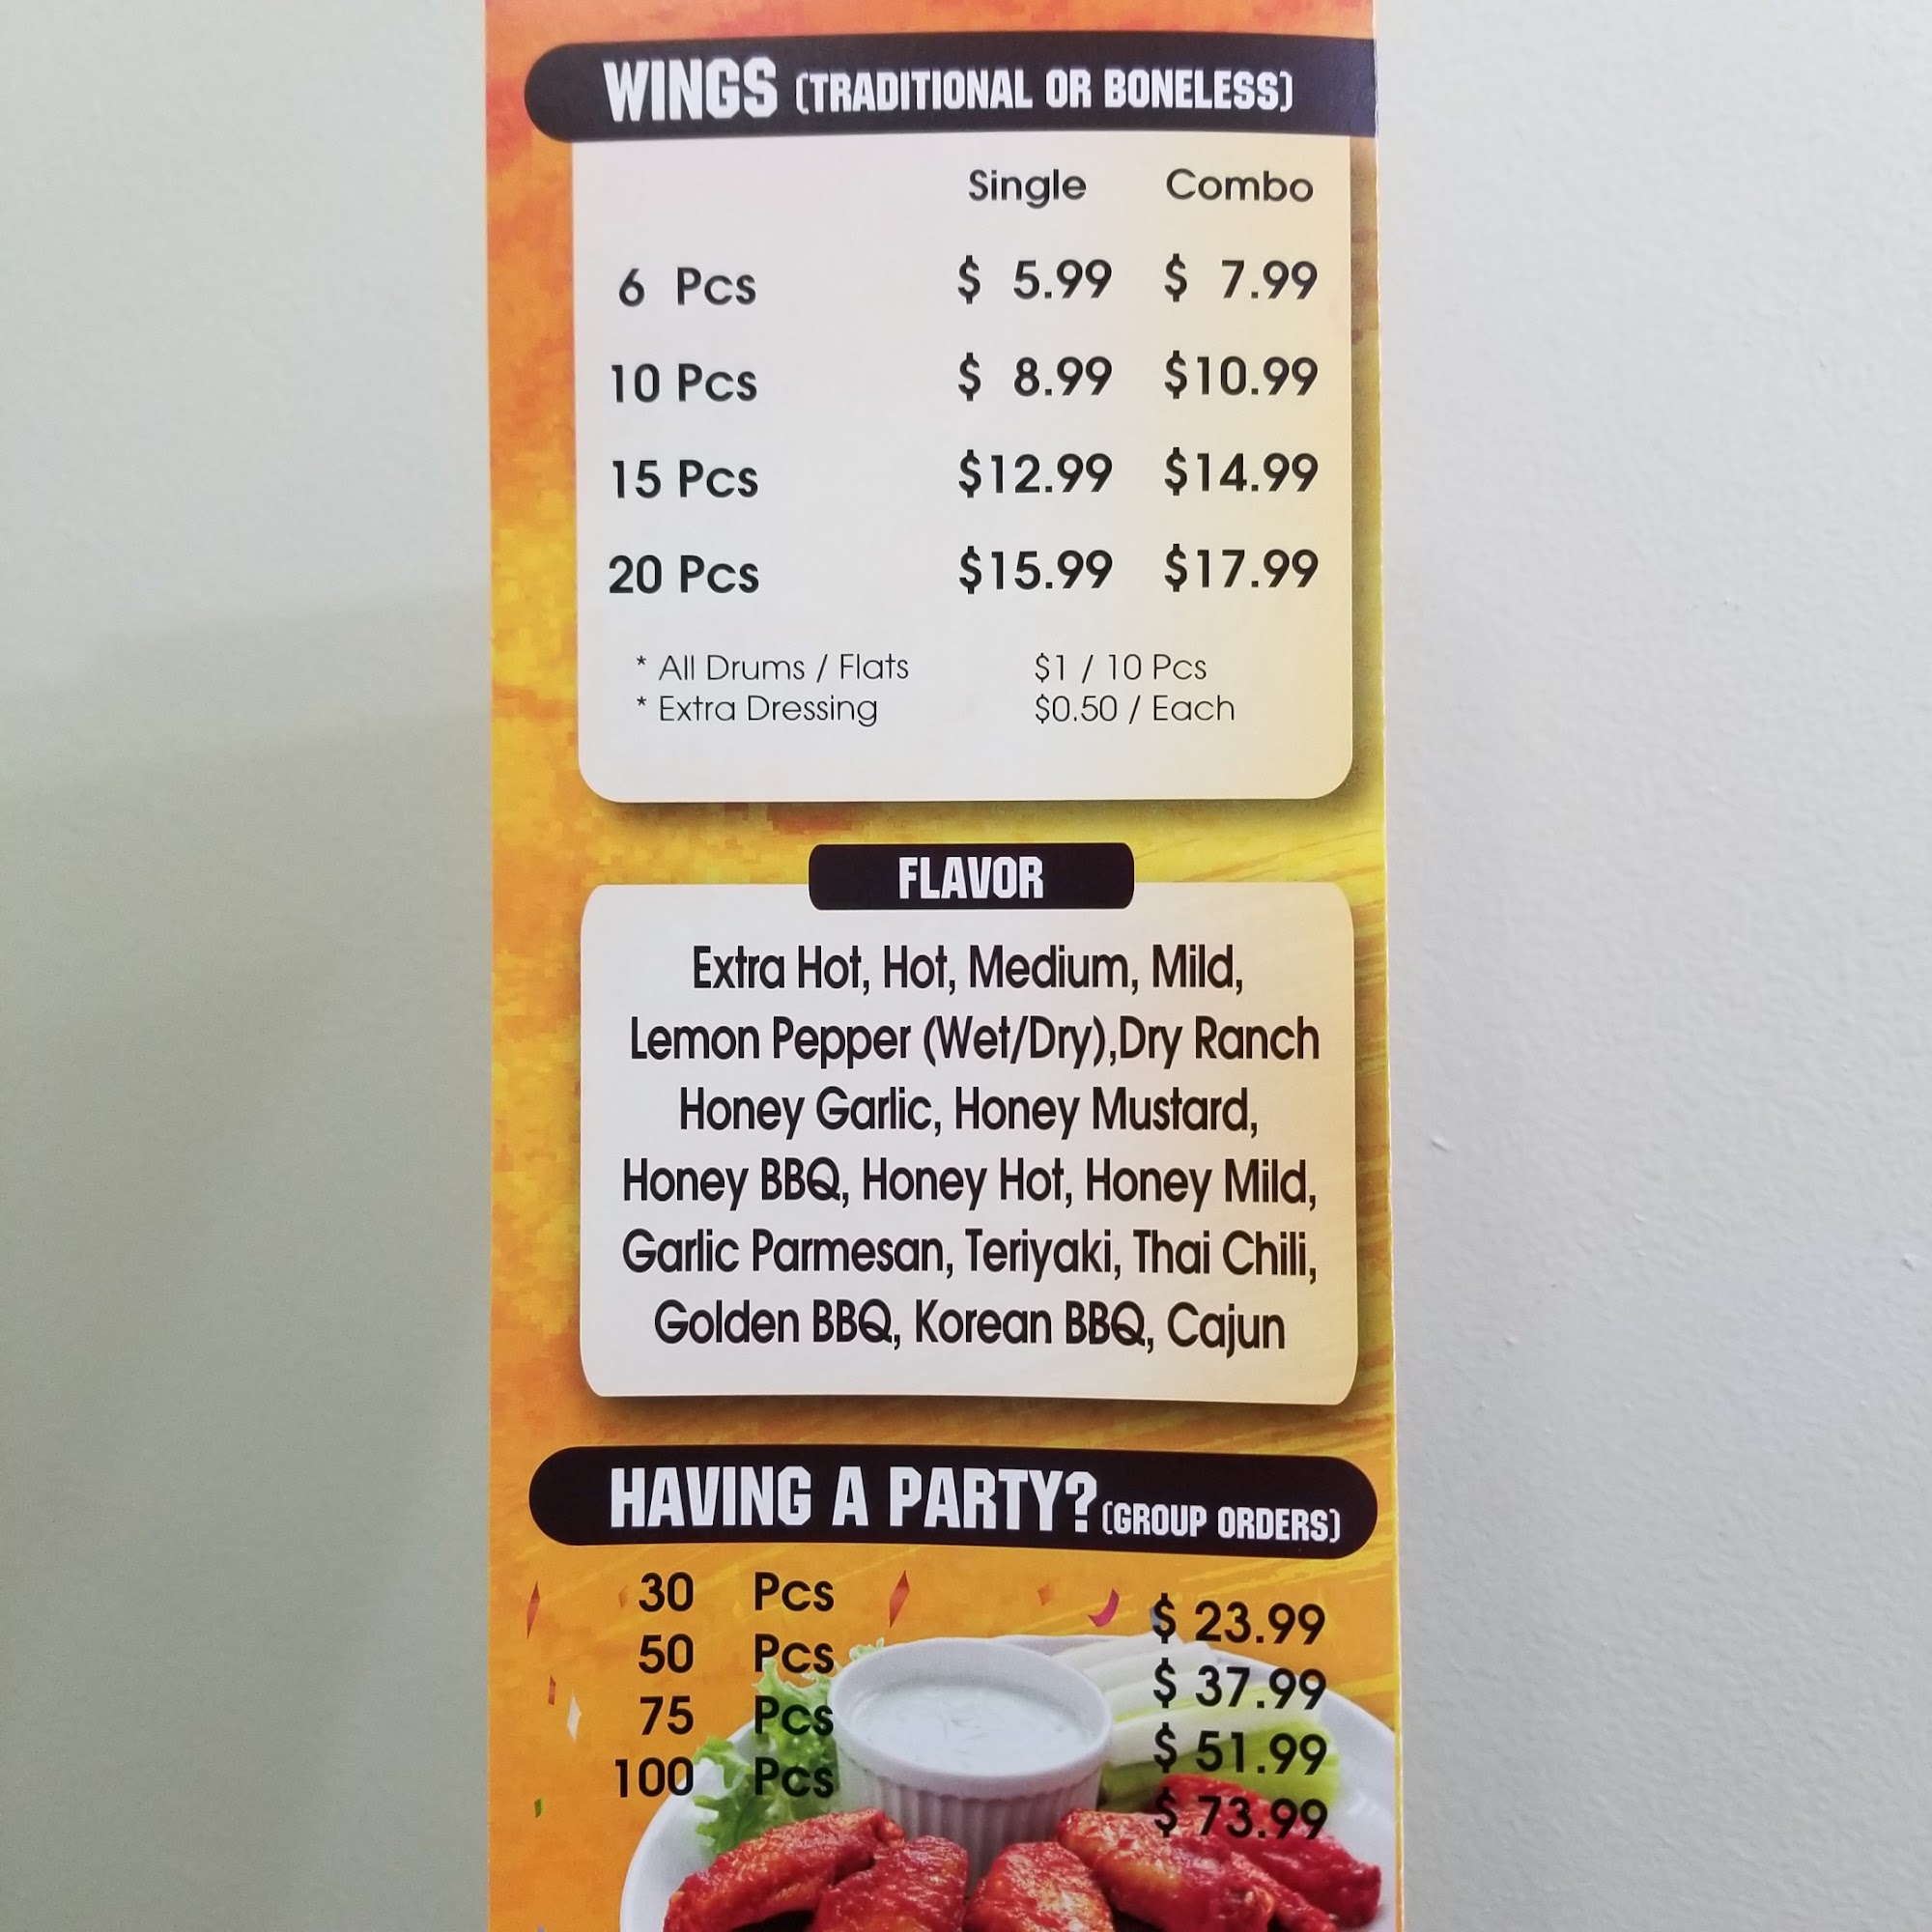 WINGS (TRADITIONAL OR BONELESS)
Single Combo
6 Pcs $ 5.99 $ 7.99
10 Pcs $ 8.99 $10.99
15 Pcs $12.99 $14.99
20 Pcs $15.99 $17.99
* All Drums / Flats $1 / 10 Pcs
* Extra Dressing $0.50 / Each
FLAVOR
Extra Hot, Hot, Medium, Mild,
Lemon Pepper (Wet/Dry),Dry Ranch
Honey Garlic, Honey Mustard,
Honey BBQ, Honey Hot, Honey Mild,
Garlic Parmesan, Teriyaki, Thai Chili,
Golden BBQ, Korean BBQ, Cajun
HAVING A PARTY? (GROUP ORDERS)
30 Pcs $ 23.99
50 Pcs $ 37.99
75 Pcs $ 51.99
100 Pcs $ 73.99